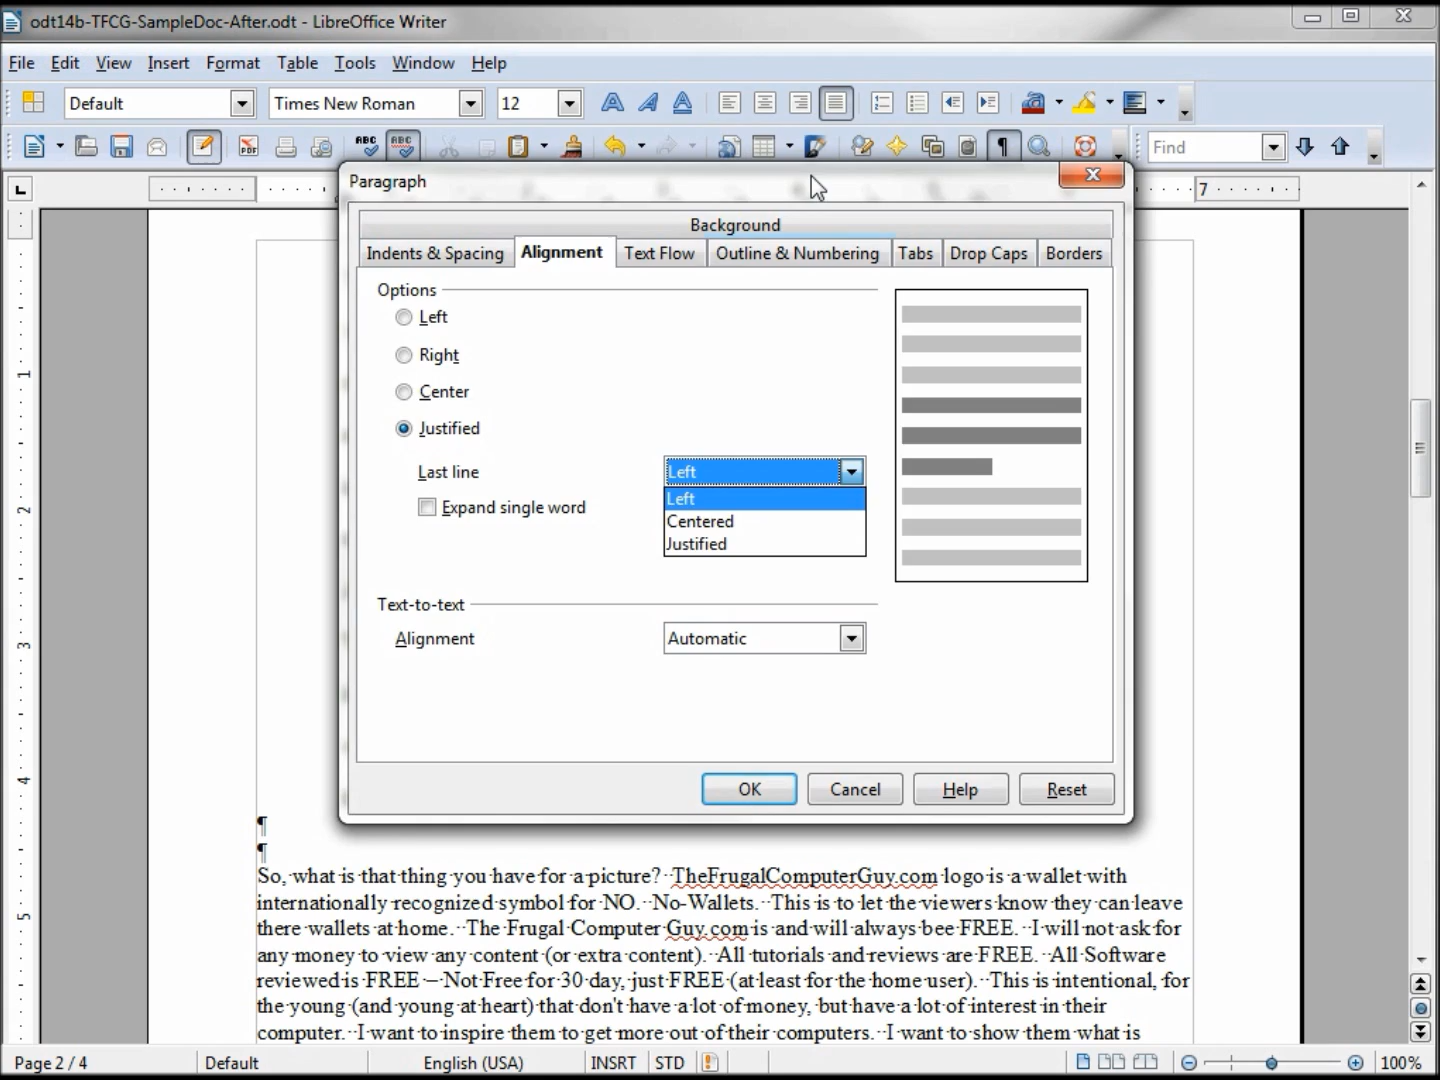 odt14b-TFCG-SampleDoc-After.odt - LibreOffice Writer
File Edit View Insert Format Table Tools Window Help
Default Times New Roman 12
Find
Paragraph
7
Background
Indents & Spacing Alignment Text Flow Outline & Numbering Tabs Drop Caps Borders
Options
Left
Right
Center
Justified
Last line Left
Left
Expand single word
Centered
Justified
Text-to-text
Alignment Automatic
OK Cancel Help Reset
1
2
3
4
5
So, what is that thing you have for a picture?  TheFrugalComputerGuy.com logo is a wallet with
internationally recognized symbol for NO.  No-Wallets.  This is to let the viewers know they can leave
there wallets at home.  The Frugal Computer Guy.com is and will always bee FREE.  I will not ask for
any money to view any content (or extra content).  All tutorials and reviews are FREE.  All Software
reviewed is FREE – Not Free for 30 day, just FREE (at least for the home user).  This is intentional, for
the young (and young at heart) that don't have a lot of money, but have a lot of interest in their
computer.  I want to inspire them to get more out of their computers.  I want to show them what is
Page 2 / 4 Default English (USA) INSRT STD 100%